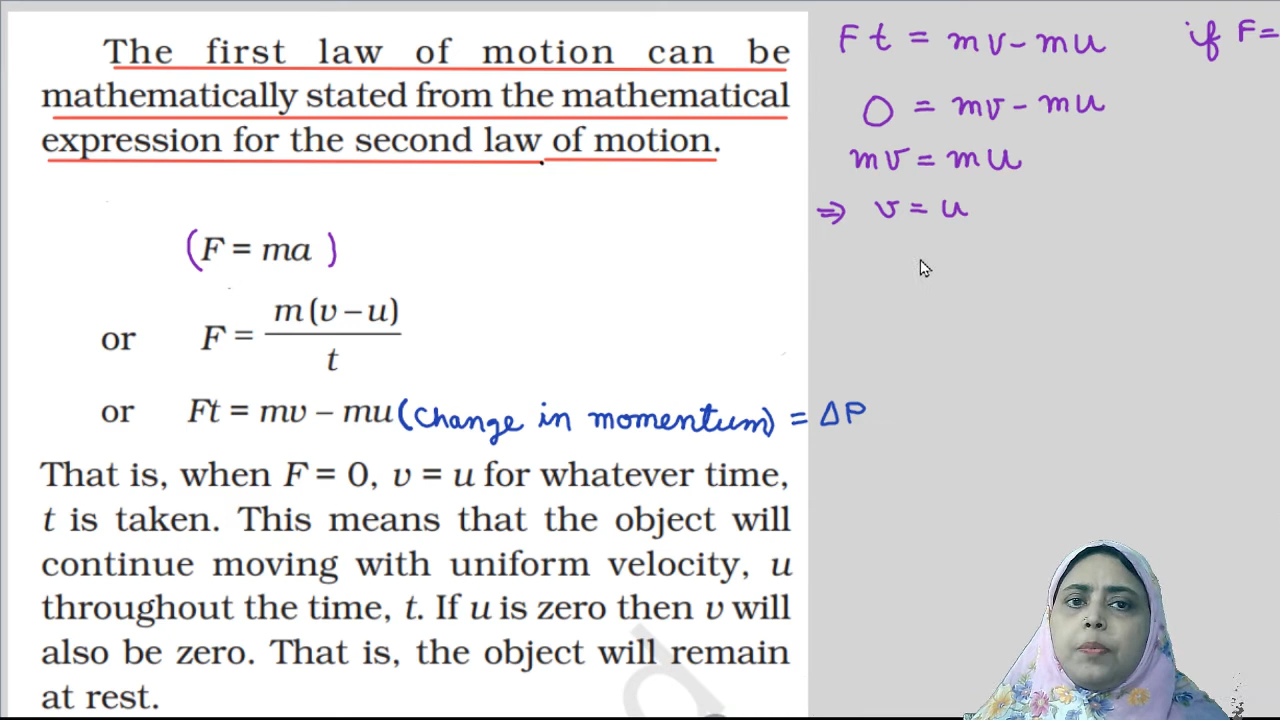 The first law of motion can be
mathematically stated from the mathematical
expression for the second law of motion.
(F = ma)
or F = m(v – u) / t
or Ft = mv – mu (change in momentum) = ΔP
That is, when F = 0, v = u for whatever time,
t is taken. This means that the object will
continue moving with uniform velocity, u
throughout the time, t. If u is zero then v will
also be zero. That is, the object will remain
at rest.
Ft = mv - mu if F=
0 = mv - mu
mv = mu
⇒ v = u